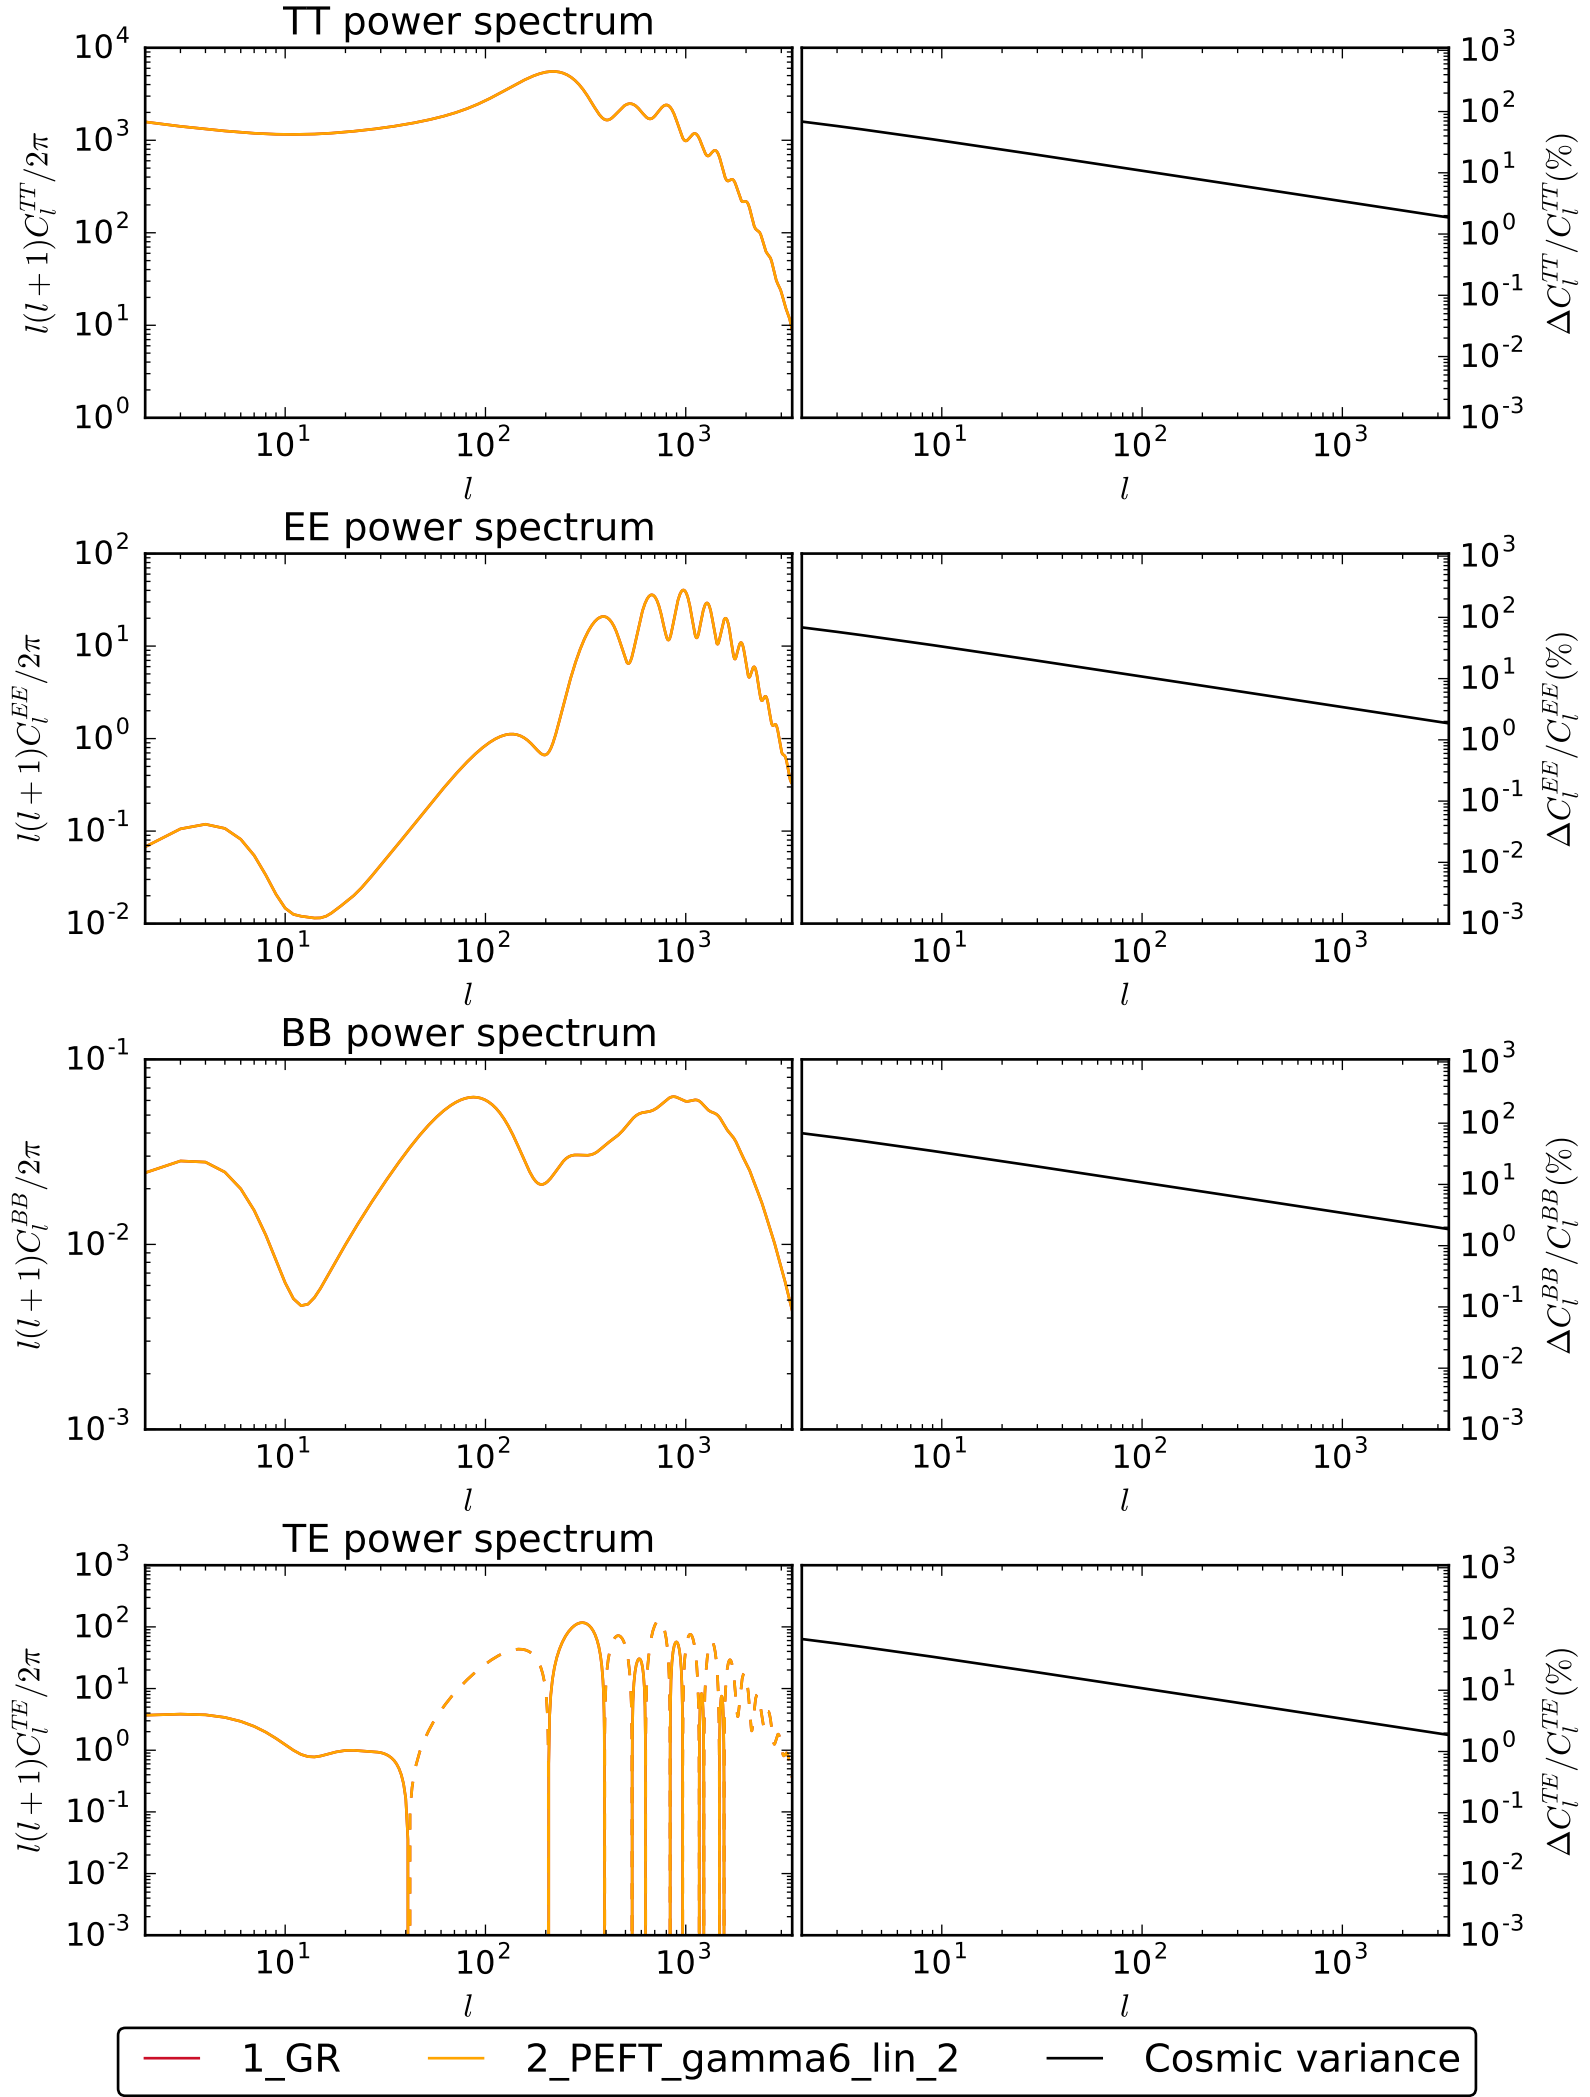 TT power spectrum
10^4
10^3
10^2
10^1
10^0
l(l + 1)C_l^{TT}/2π
10^1 10^2 10^3
l
10^3
10^2
10^1
10^0
10^-1
10^-2
10^-3
ΔC_l^{TT}/C_l^{TT}(%)
10^1 10^2 10^3
l
EE power spectrum
10^2
10^1
10^0
10^-1
10^-2
l(l + 1)C_l^{EE}/2π
10^1 10^2 10^3
l
10^3
10^2
10^1
10^0
10^-1
10^-2
10^-3
ΔC_l^{EE}/C_l^{EE}(%)
10^1 10^2 10^3
l
BB power spectrum
10^-1
10^-2
10^-3
l(l + 1)C_l^{BB}/2π
10^1 10^2 10^3
l
10^3
10^2
10^1
10^0
10^-1
10^-2
10^-3
ΔC_l^{BB}/C_l^{BB}(%)
10^1 10^2 10^3
l
TE power spectrum
10^3
10^2
10^1
10^0
10^-1
10^-2
10^-3
l(l + 1)C_l^{TE}/2π
10^1 10^2 10^3
l
10^3
10^2
10^1
10^0
10^-1
10^-2
10^-3
ΔC_l^{TE}/C_l^{TE}(%)
10^1 10^2 10^3
l
1_GR 2_PEFT_gamma6_lin_2 Cosmic variance